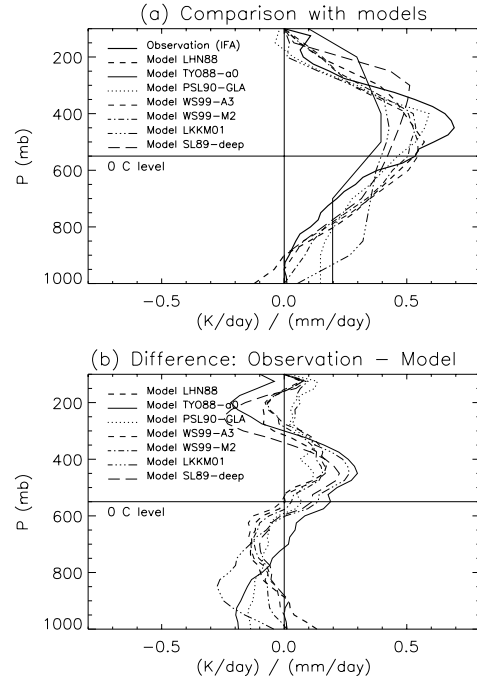 (a) Comparison with models
Observation (IFA)
Model LHN88
Model TYO88-a0
Model PSL90-GLA
Model WS99-A3
Model WS99-M2
Model LKKM01
Model SL89-deep
0 C level
P (mb)
200
400
600
800
1000
-0.5
0.0
0.5
(K/day) / (mm/day)
(b) Difference: Observation - Model
Model LHN88
Model TYO88-a0
Model PSL90-GLA
Model WS99-A3
Model WS99-M2
Model LKKM01
Model SL89-deep
0 C level
P (mb)
200
400
600
800
1000
-0.5
0.0
0.5
(K/day) / (mm/day)